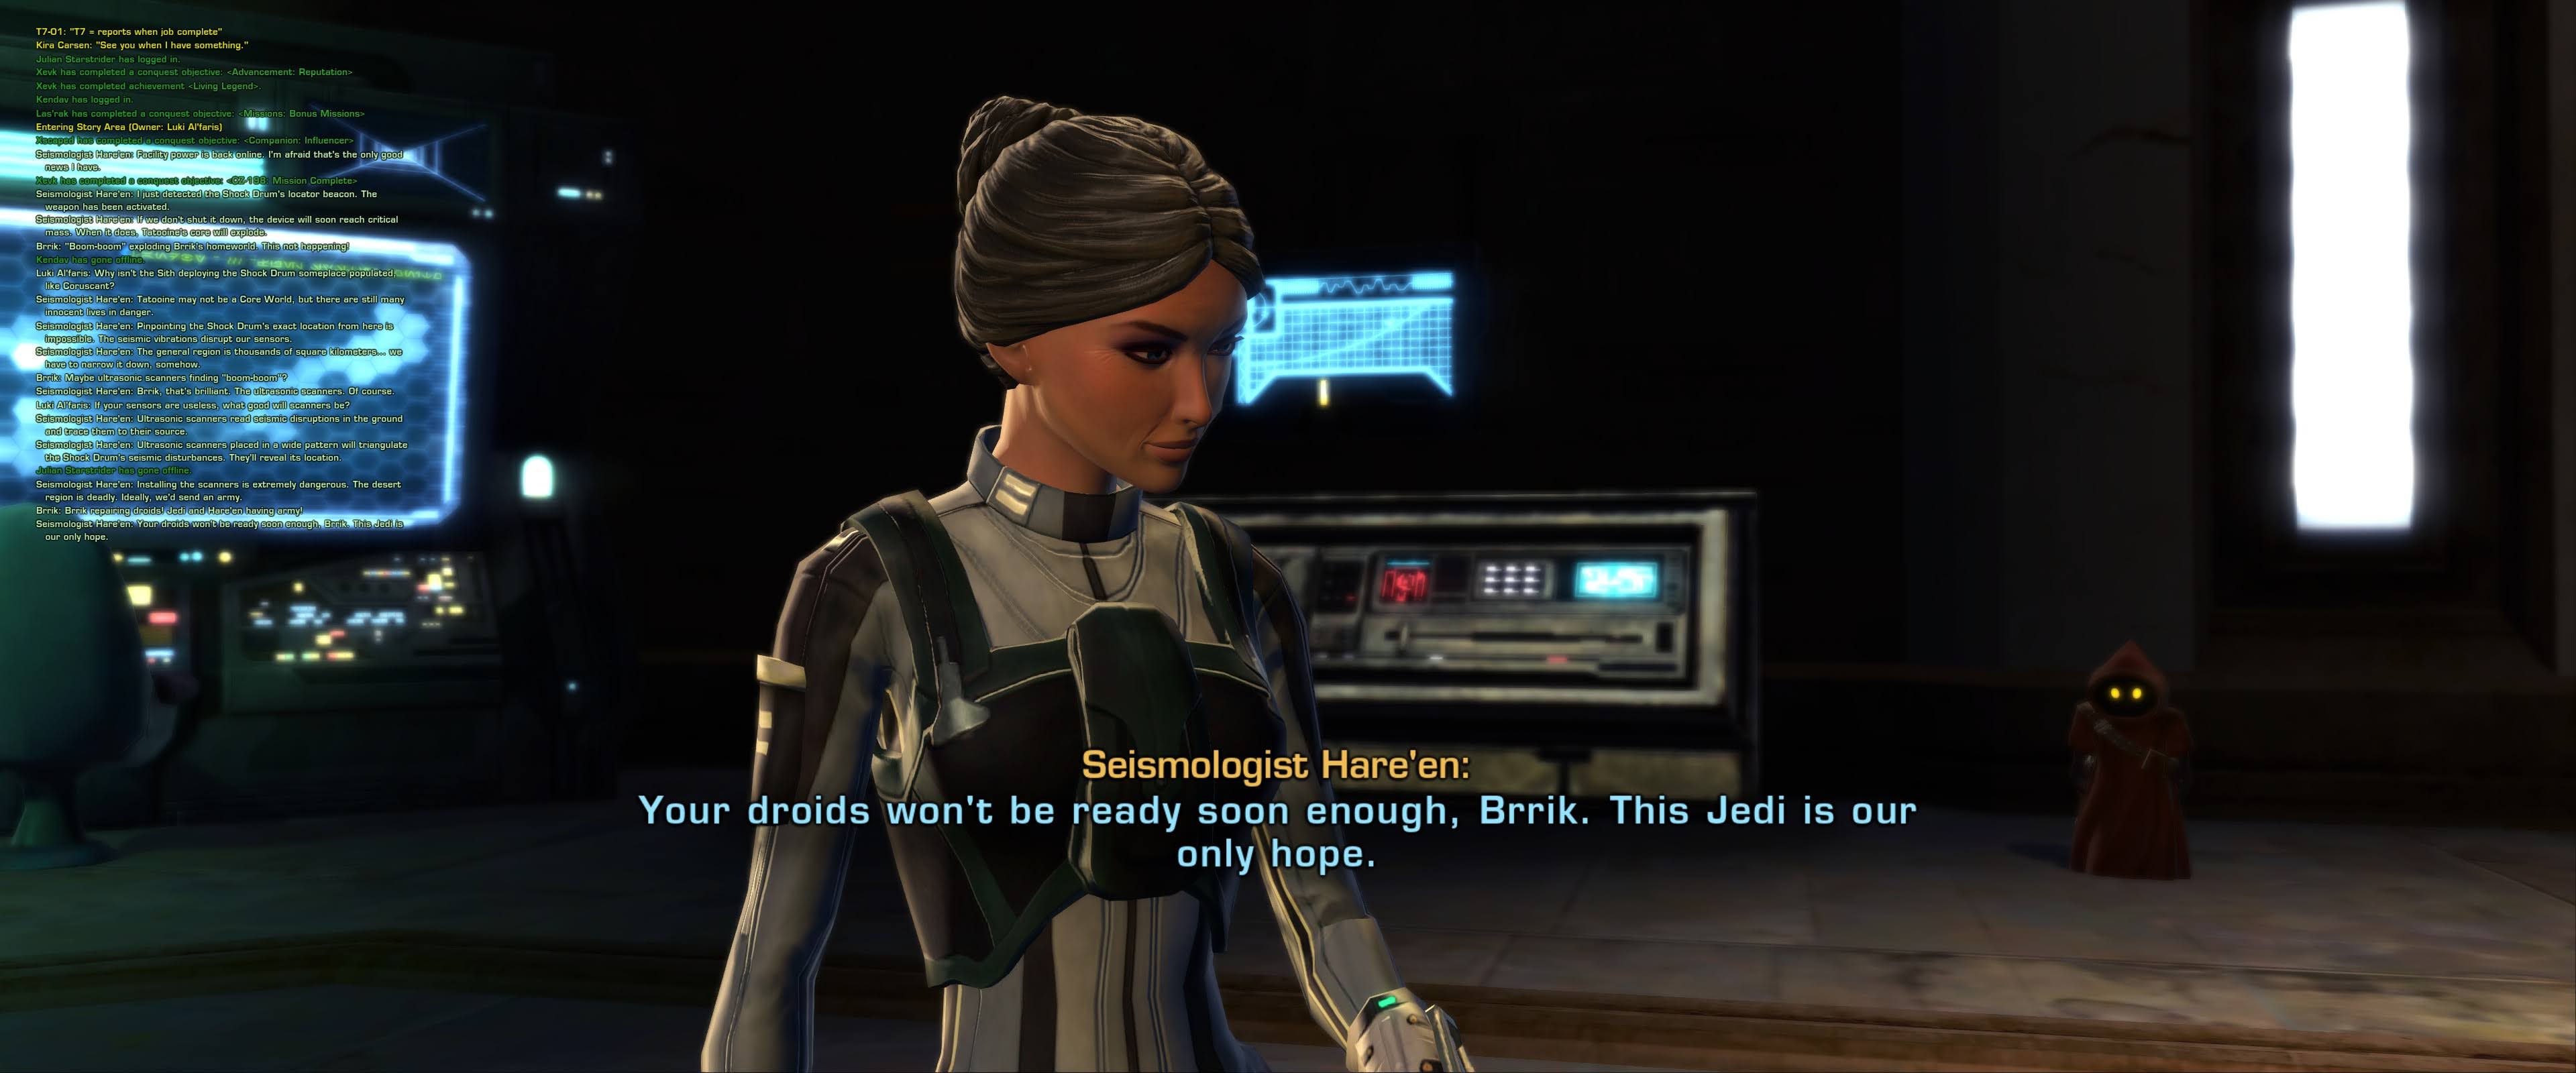 T7-01: "T7 = reports when job complete"
Kira Carsen: "See you when I have something."
Julian Starstrider has logged in.
Xevk has completed a conquest objective: <Advancement: Reputation>
Xevk has completed achievement <Living Legend>.
Kendav has logged in.
Las'rak has completed a conquest objective: <Missions: Bonus Missions>
Entering Story Area (Owner: Luki Al'faris)
has completed a conquest objective: <Companion: Influencer>
Seismologist Hare'en: Facility power is back online. I'm afraid that's the only good
news I have.
Xevk has completed a conquest objective: <CZ-198: Mission Complete>
Seismologist Hare'en: I just detected the Shock Drum's locator beacon. The
weapon has been activated.
Seismologist Hare'en: If we don't shut it down, the device will soon reach critical
mass. When it does, Tatooine's core will explode.
Brrik: "Boom-boom" exploding Brrik's homeworld. This not happening!
Kendav has gone offline.
Luki Al'faris: Why isn't the Sith deploying the Shock Drum someplace populated,
like Coruscant?
Seismologist Hare'en: Tatooine may not be a Core World, but there are still many
innocent lives in danger.
Seismologist Hare'en: Pinpointing the Shock Drum's exact location from here is
impossible. The seismic vibrations disrupt our sensors.
Seismologist Hare'en: The general region is thousands of square kilometers... we
have to narrow it down, somehow.
Brrik: Maybe ultrasonic scanners finding "boom-boom"?
Seismologist Hare'en: Brrik, that's brilliant. The ultrasonic scanners. Of course.
Luki Al'faris: If your sensors are useless, what good will scanners be?
Seismologist Hare'en: Ultrasonic scanners read seismic disruptions in the ground
and trace them to their source.
Seismologist Hare'en: Ultrasonic scanners placed in a wide pattern will triangulate
the Shock Drum's seismic disturbances. They'll reveal its location.
Julian Starstrider has gone offline.
Seismologist Hare'en: Installing the scanners is extremely dangerous. The desert
region is deadly. Ideally, we'd send an army.
Brrik: Brrik repairing droids! Jedi and Hare'en having army!
Seismologist Hare'en: Your droids won't be ready soon enough, Brrik. This Jedi is
our only hope.
Seismologist Hare'en:
Your droids won't be ready soon enough, Brrik. This Jedi is our
only hope.